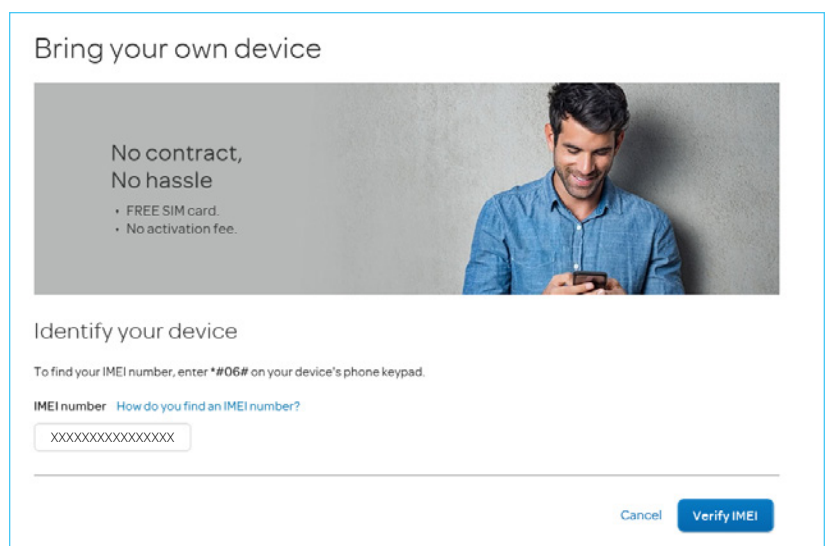 Bring your own device
No contract,
No hassle
• FREE SIM card.
• No activation fee.
Identify your device
To find your IMEI number, enter *#06# on your device's phone keypad.
IMEI number How do you find an IMEI number?
XXXXXXXXXXXXXXXX
Cancel Verify IMEI